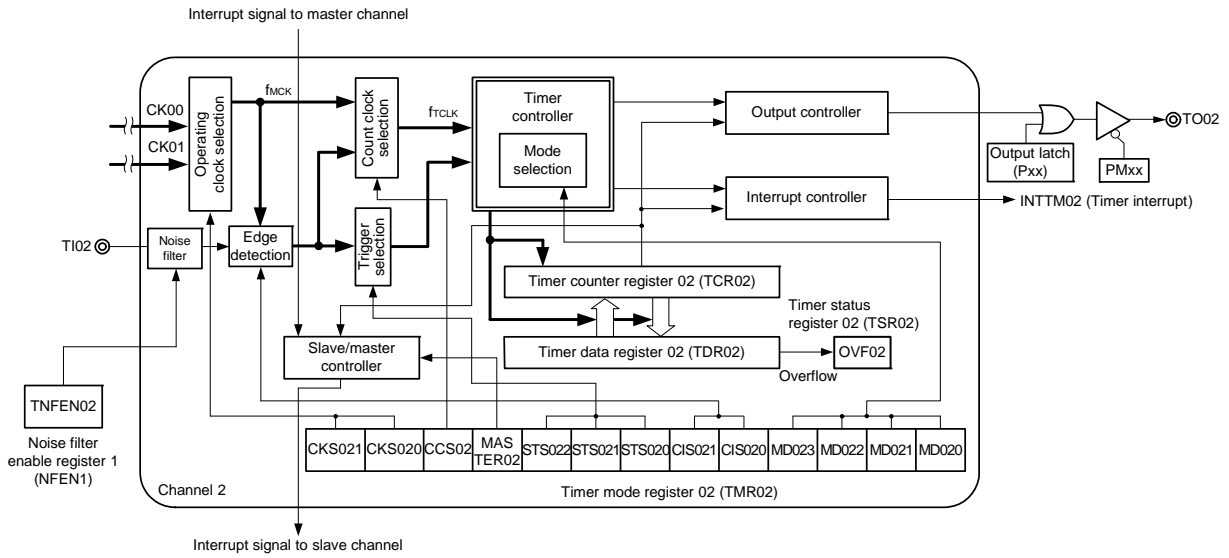 Interrupt signal to master channel
CK00
CK01
Operating
clock selection
fMCK
Count clock
selection
fTCLK
Timer
controller
Mode
selection
Output controller
TO02
Output latch
(Pxx)
PMxx
Interrupt controller
INTTM02 (Timer interrupt)
TI02
Noise
filter
Edge
detection
Trigger
selection
Timer counter register 02 (TCR02)
Timer status
register 02 (TSR02)
Slave/master
controller
Timer data register 02 (TDR02)
OVF02
Overflow
TNFEN02
Noise filter
enable register 1
(NFEN1)
CKS021 CKS020 CCS02 MAS
TER02 STS022 STS021 STS020 CIS021 CIS020 MD023 MD022 MD021 MD020
Channel 2
Timer mode register 02 (TMR02)
Interrupt signal to slave channel